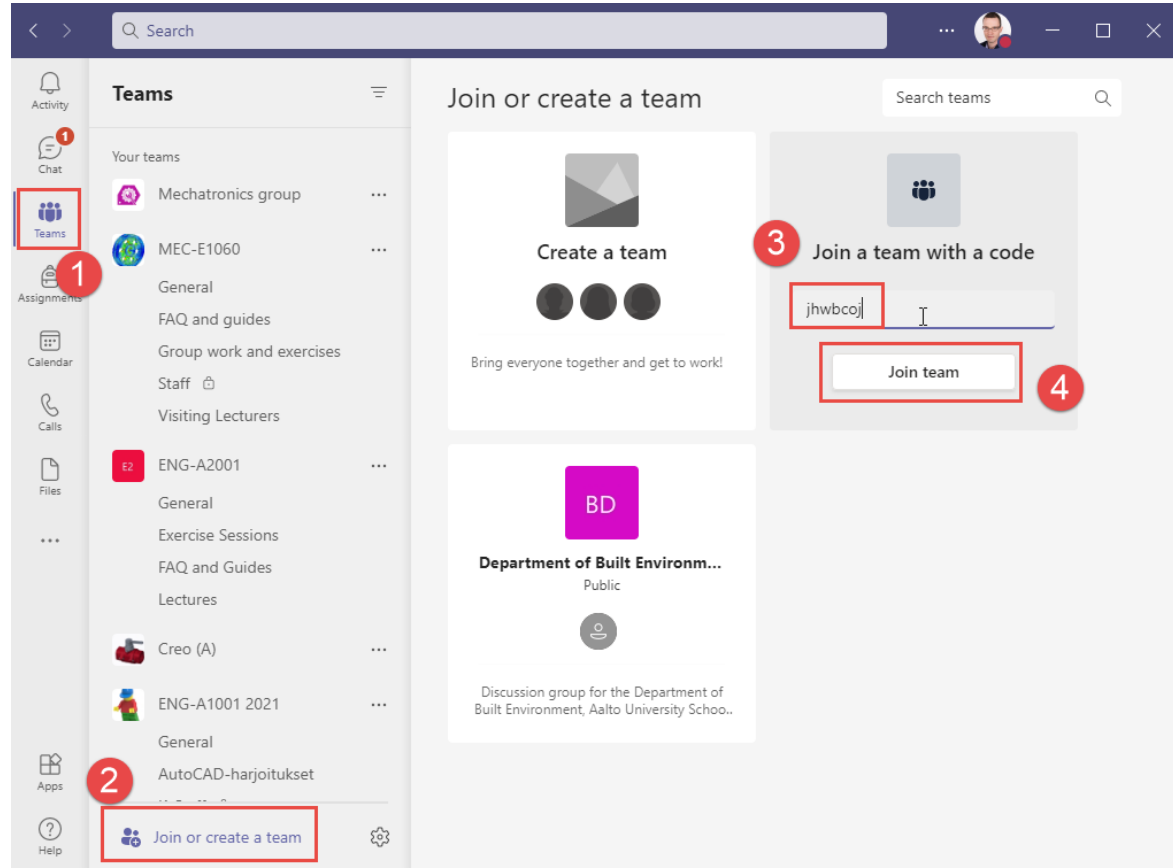 Search
Activity
1
Chat
Teams
1
Assignments
Calendar
Calls
Files
Apps
Help
Teams
Your teams
Mechatronics group
MEC-E1060
General
FAQ and guides
Group work and exercises
Staff
Visiting Lecturers
E2 ENG-A2001
General
Exercise Sessions
FAQ and Guides
Lectures
Creo (A)
ENG-A1001 2021
General
AutoCAD-harjoitukset
2
Join or create a team
Join or create a team
Search teams
Create a team
Bring everyone together and get to work!
3
Join a team with a code
jhwbcoj
Join team
4
BD
Department of Built Environm...
Public
Discussion group for the Department of
Built Environment, Aalto University Schoo..